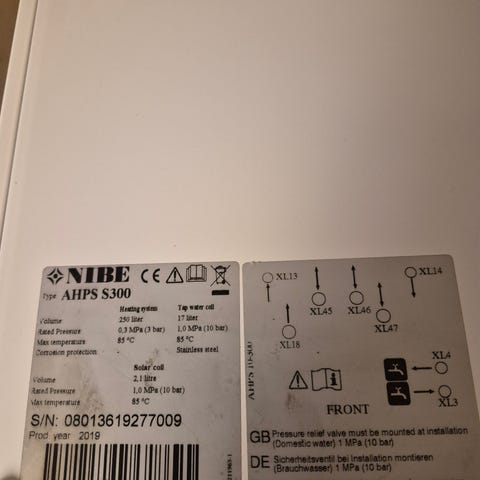 NIBE CE
Type AHPS S300
Heating system Tap water coil
Volume 250 liter 17 liter
Rated Pressure 0,3 MPa (3 bar) 1,0 MPa (10 bar)
Max temperature 85 °C 85 °C
Corrosion protection Stainless steel
Solar coil
Volume 2,1 litre
Rated Pressure 1,0 MPa (10 bar)
Max temperature 85 °C
S/N: 08013619277009
Prod year 2019
XL13
XL14
XL45
XL46
XL47
XL18
XL4
XL3
AHPS 10-300
FRONT
GB Pressure relief valve must be mounted at installation
(Domestic water) 1 MPa (10 bar)
DE Sicherheitsventil bei Installation montieren
(Brauchwasser) 1 MPa (10 bar)